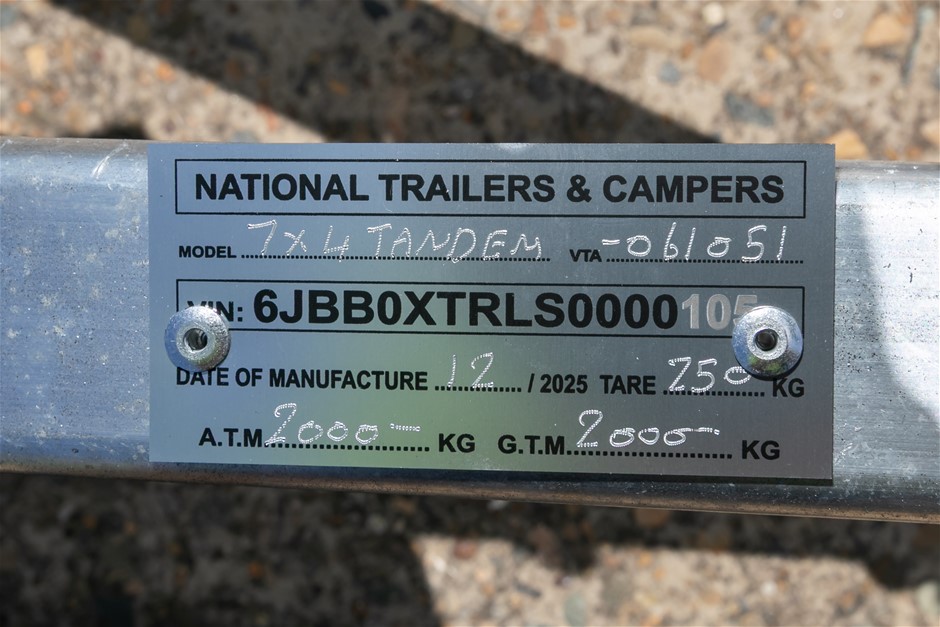 NATIONAL TRAILERS & CAMPERS
MODEL 7X4 TANDEM VTA -061051
VIN: 6JBB0XTRLS0000105
DATE OF MANUFACTURE 12 / 2025 TARE 250 KG
A.T.M. 2000- KG G.T.M. 2000- KG